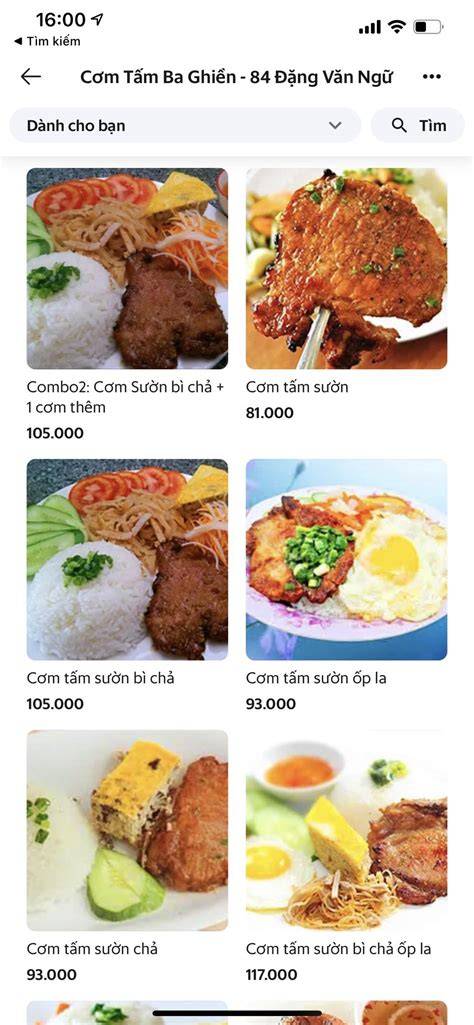 16:00
Tìm kiếm
Cơm Tấm Ba Ghiền - 84 Đặng Văn Ngữ
Dành cho bạn
Tìm
Combo2: Cơm Sườn bì chả +
1 cơm thêm
105.000
Cơm tấm sườn
81.000
Cơm tấm sườn bì chả
105.000
Cơm tấm sườn ốp la
93.000
Cơm tấm sườn chả
93.000
Cơm tấm sườn bì chả ốp la
117.000